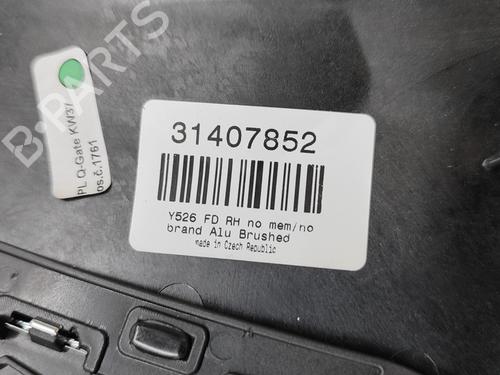 B-PARTS
PL Q-Gate KW37
os.č.1761
31407852
Y526 FD RH no mem/no
brand Alu Brushed
made in Czech Republic